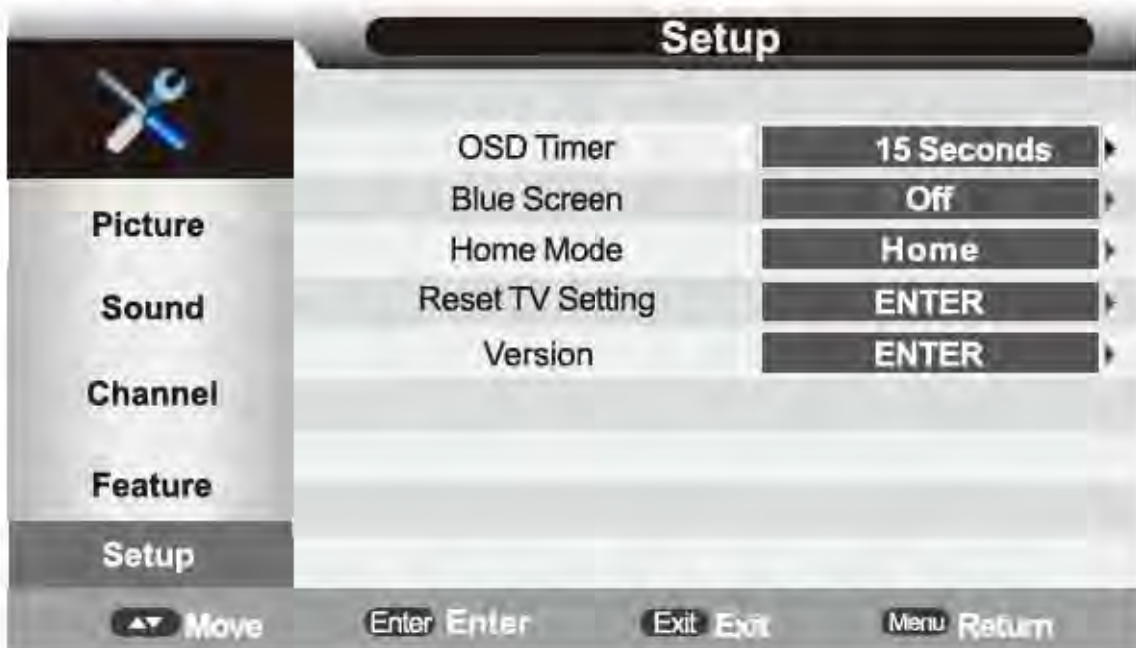 Setup
OSD Timer 15 Seconds
Blue Screen Off
Home Mode Home
Reset TV Setting ENTER
Version ENTER
Picture
Sound
Channel
Feature
Setup
Move Enter Enter Exit Exit Menu Return